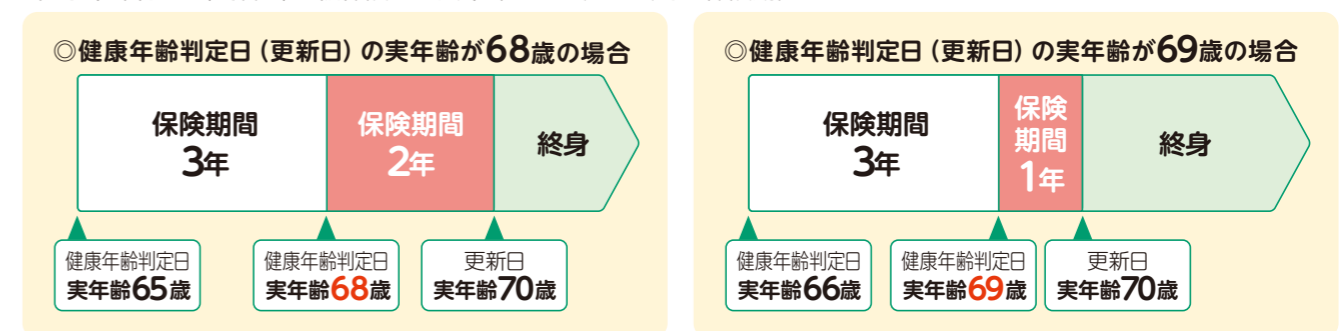 ◎健康年齢判定日（更新日）の実年齢が68歳の場合
保険期間
3年
保険期間
2年
終身
健康年齢判定日
実年齢65歳
健康年齢判定日
実年齢68歳
更新日
実年齢70歳
◎健康年齢判定日（更新日）の実年齢が69歳の場合
保険期間
3年
保険
期間
1年
終身
健康年齢判定日
実年齢66歳
健康年齢判定日
実年齢69歳
更新日
実年齢70歳